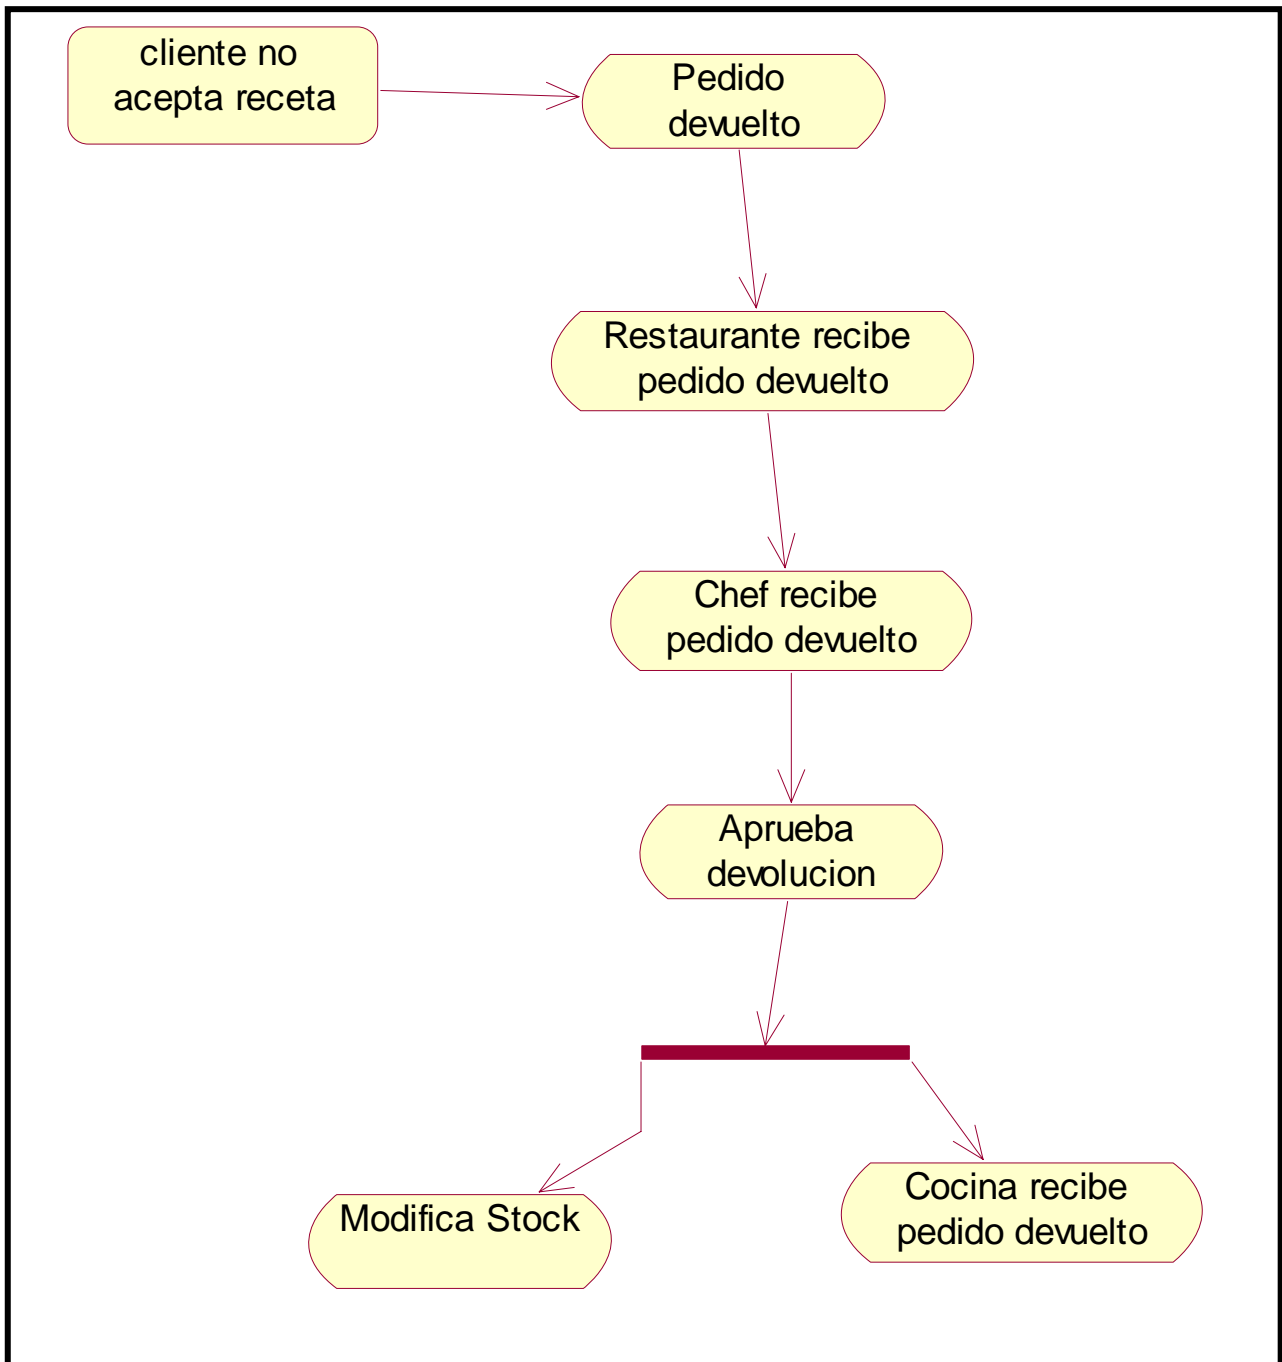 cliente no
acepta receta
Pedido
devuelto
Restaurante recibe
pedido devuelto
Chef recibe
pedido devuelto
Aprueba
devolucion
Modifica Stock
Cocina recibe
pedido devuelto